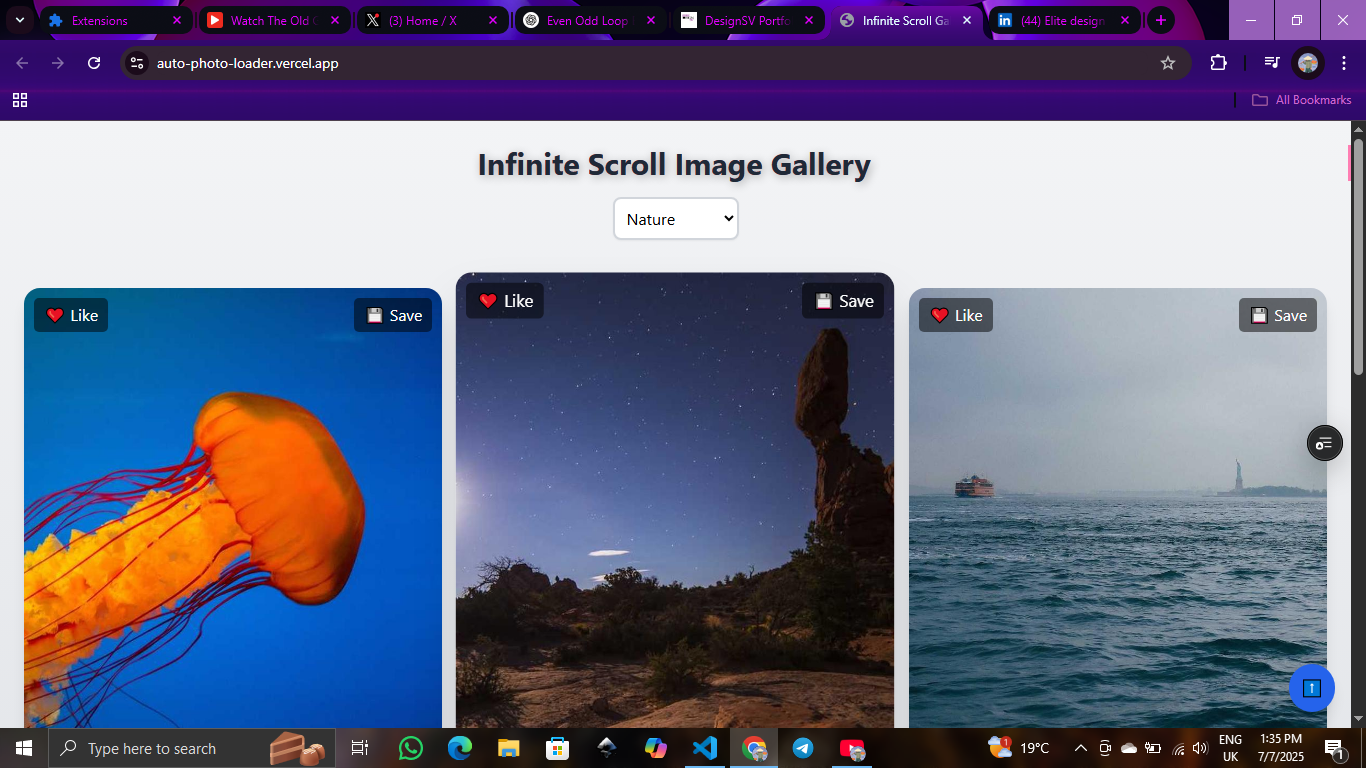 Extensions
Watch The Old G
(3) Home / X
Even Odd Loop
DesignSV Portfo
Infinite Scroll Ga
(44) Elite design
auto-photo-loader.vercel.app
All Bookmarks
Infinite Scroll Image Gallery
Nature
Like
Save
Like
Save
Like
Save
Type here to search
1
19°C
ENG
UK
1:35 PM
7/7/2025
1